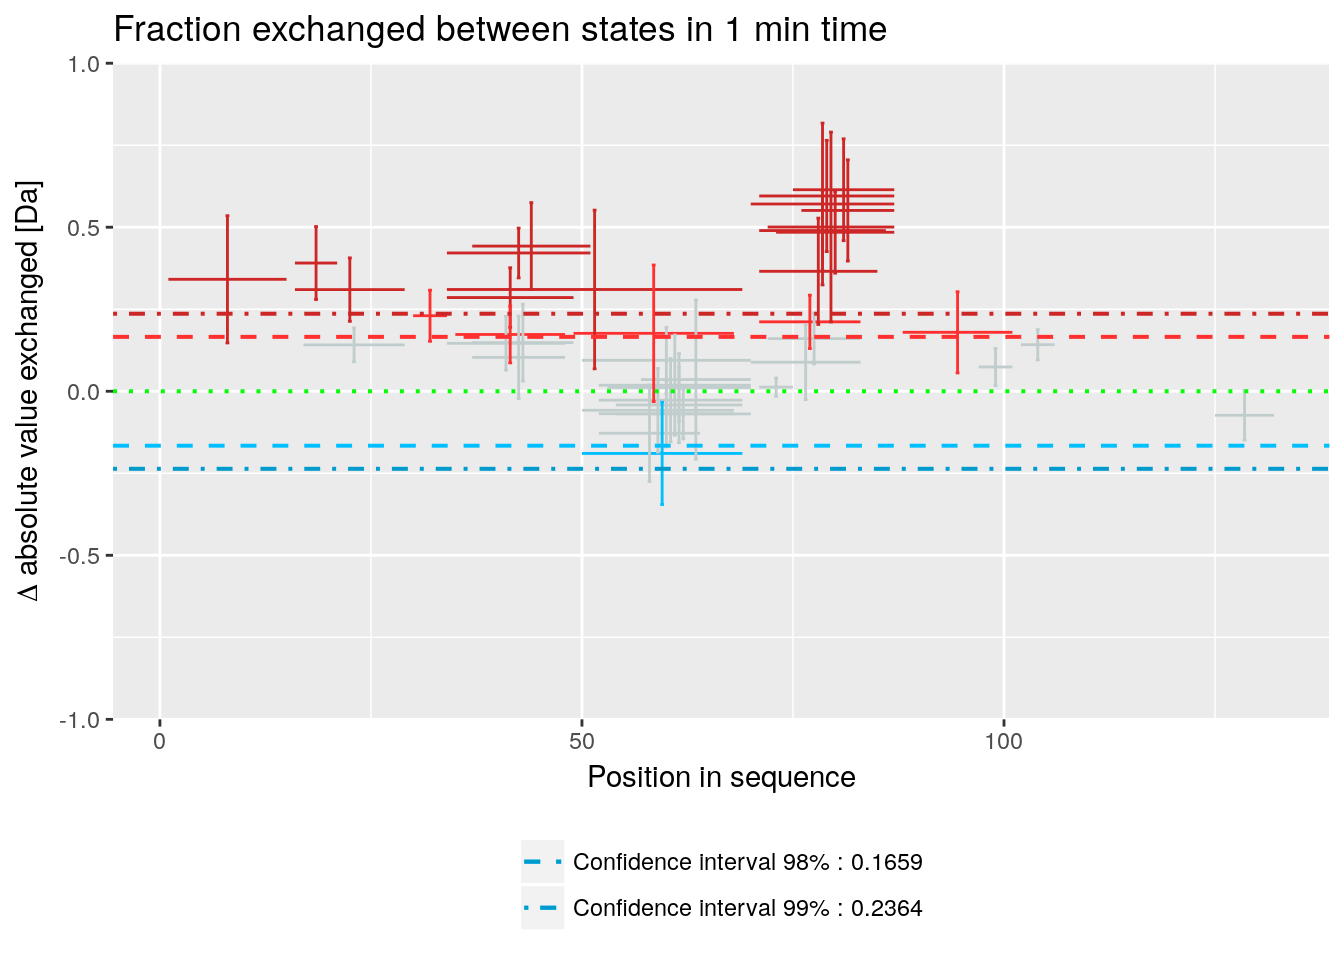 Fraction exchanged between states in 1 min time
Δ absolute value exchanged [Da]
1.0
0.5
0.0
-0.5
-1.0
0 50 100
Position in sequence
Confidence interval 98% : 0.1659
Confidence interval 99% : 0.2364